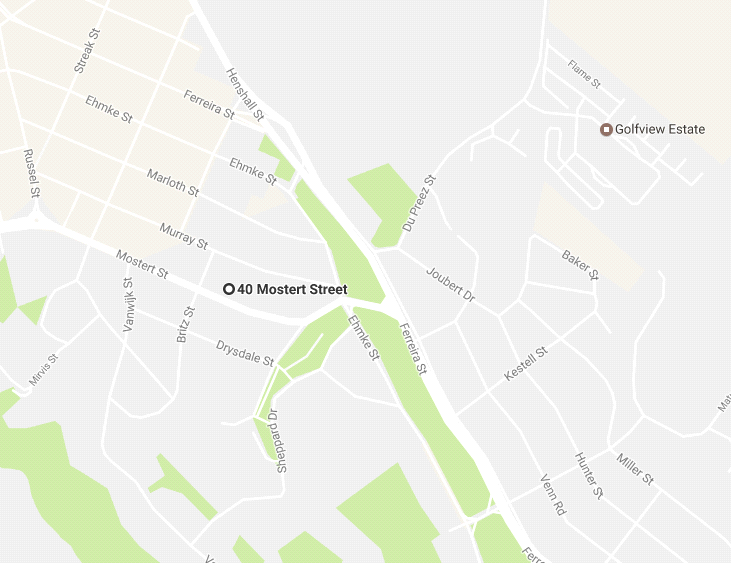 Streak St
Flame St
Henshall St
Ferreira St
Ehmke St
Golfview Estate
Russel St
Ehmke St
Marloth St
Du Preez St
Murray St
Mostert St
Baker St
Joubert Dr
40 Mostert Street
Vanwijk St
Britz St
Ehmke St
Ferreira St
Drysdale St
Mirvis St
Kestell St
Sheppard Dr
Miller St
Hunter St
Venn Rd